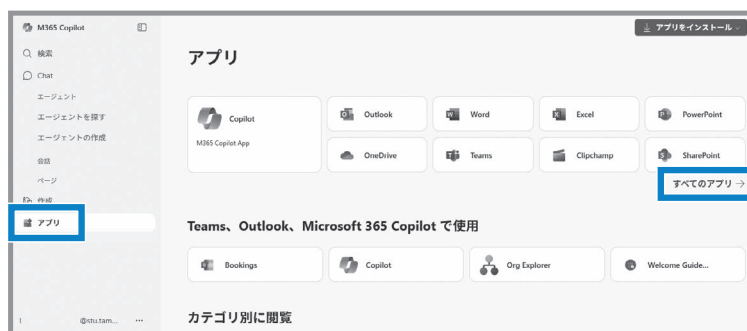 M365 Copilot
検索
Chat
エージェント
エージェントを探す
エージェントの作成
会話
ページ
作成
アプリ
@stu.tam... ...
アプリをインストール
アプリ
Copilot
M365 Copilot App
Outlook
Word
Excel
PowerPoint
OneDrive
Teams
Clipchamp
SharePoint
すべてのアプリ →
Teams、Outlook、Microsoft 365 Copilot で使用
Bookings
Copilot
Org Explorer
Welcome Guide...
カテゴリ別に閲覧